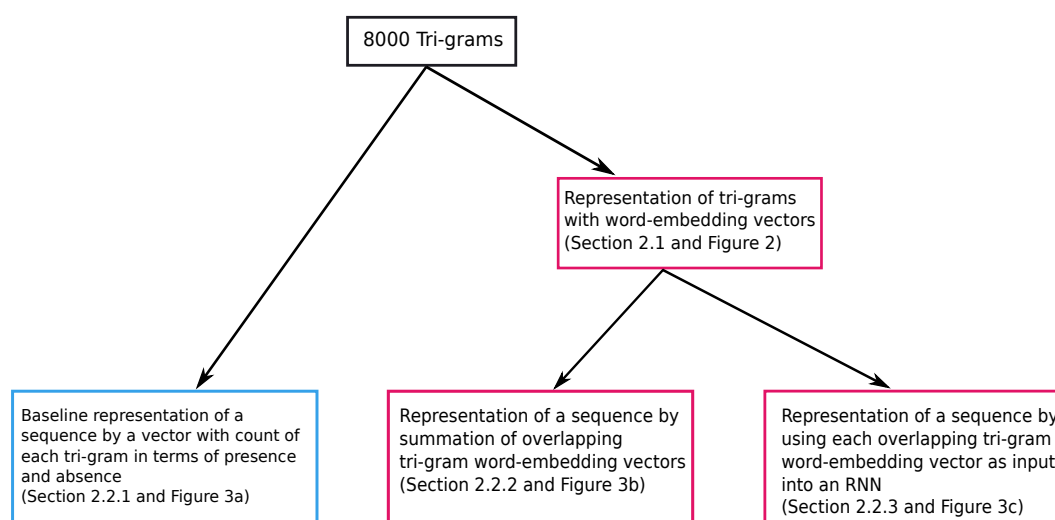 8000 Tri-grams
Representation of tri-grams
with word-embedding vectors
(Section 2.1 and Figure 2)
Baseline representation of a
sequence by a vector with count of
each tri-gram in terms of presence
and absence
(Section 2.2.1 and Figure 3a)
Representation of a sequence by
summation of overlapping
tri-gram word-embedding vectors
(Section 2.2.2 and Figure 3b)
Representation of a sequence by
using each overlapping tri-gram
word-embedding vector as input
into an RNN
(Section 2.2.3 and Figure 3c)